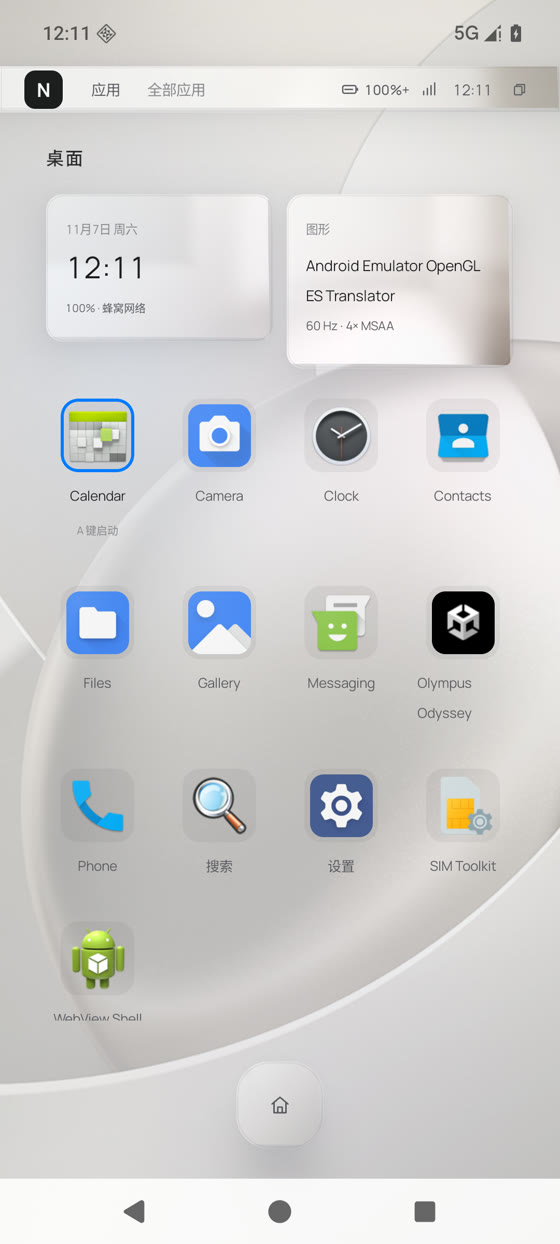 12:11
5G
N
应用
全部应用
100%+
12:11
桌面
11月7日 周六
12:11
100% · 蜂窝网络
图形
Android Emulator OpenGL
ES Translator
60 Hz · 4× MSAA
Calendar
Camera
Clock
Contacts
A 键启动
Files
Gallery
Messaging
Olympus
Odyssey
Phone
搜索
设置
SIM Toolkit
WebView Shell